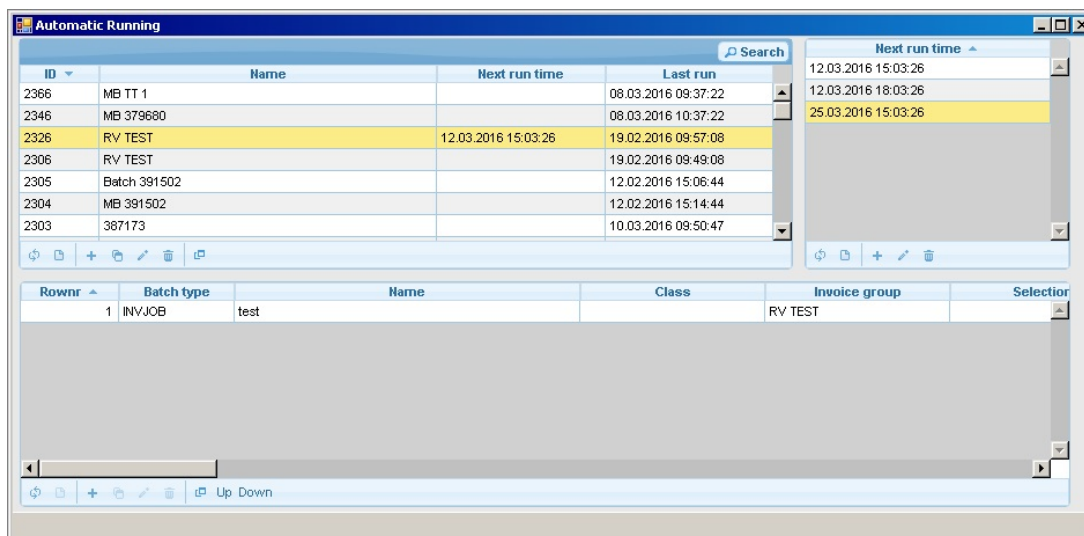 Automatic Running
Search
ID Name Next run time Last run
2366 MB TT 1 08.03.2016 09:37:22
2346 MB 379680 08.03.2016 10:37:22
2326 RV TEST 12.03.2016 15:03:26 19.02.2016 09:57:08
2306 RV TEST 19.02.2016 09:49:08
2305 Batch 391502 12.02.2016 15:06:44
2304 MB 391502 12.02.2016 15:14:44
2303 387173 10.03.2016 09:50:47
Next run time
12.03.2016 15:03:26
12.03.2016 18:03:26
25.03.2016 15:03:26
Rownr Batch type Name Class Invoice group Selection
1 INVJOB test RV TEST
Up Down